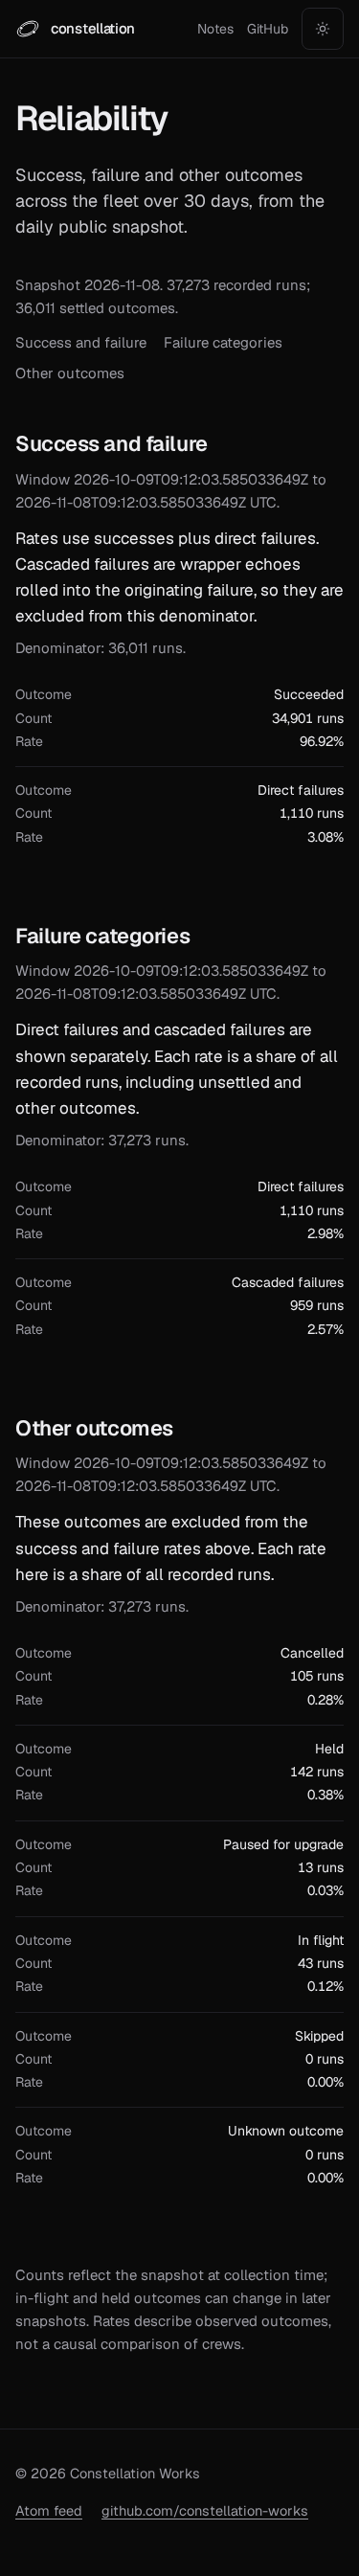 constellation Notes GitHub
Reliability
Success, failure and other outcomes
across the fleet over 30 days, from the
daily public snapshot.
Snapshot 2026-11-08. 37,273 recorded runs;
36,011 settled outcomes.
Success and failure Failure categories
Other outcomes
Success and failure
Window 2026-10-09T09:12:03.585033649Z to
2026-11-08T09:12:03.585033649Z UTC.
Rates use successes plus direct failures.
Cascaded failures are wrapper echoes
rolled into the originating failure, so they are
excluded from this denominator.
Denominator: 36,011 runs.
Outcome Succeeded
Count 34,901 runs
Rate 96.92%
Outcome Direct failures
Count 1,110 runs
Rate 3.08%
Failure categories
Window 2026-10-09T09:12:03.585033649Z to
2026-11-08T09:12:03.585033649Z UTC.
Direct failures and cascaded failures are
shown separately. Each rate is a share of all
recorded runs, including unsettled and
other outcomes.
Denominator: 37,273 runs.
Outcome Direct failures
Count 1,110 runs
Rate 2.98%
Outcome Cascaded failures
Count 959 runs
Rate 2.57%
Other outcomes
Window 2026-10-09T09:12:03.585033649Z to
2026-11-08T09:12:03.585033649Z UTC.
These outcomes are excluded from the
success and failure rates above. Each rate
here is a share of all recorded runs.
Denominator: 37,273 runs.
Outcome Cancelled
Count 105 runs
Rate 0.28%
Outcome Held
Count 142 runs
Rate 0.38%
Outcome Paused for upgrade
Count 13 runs
Rate 0.03%
Outcome In flight
Count 43 runs
Rate 0.12%
Outcome Skipped
Count 0 runs
Rate 0.00%
Outcome Unknown outcome
Count 0 runs
Rate 0.00%
Counts reflect the snapshot at collection time;
in-flight and held outcomes can change in later
snapshots. Rates describe observed outcomes,
not a causal comparison of crews.
© 2026 Constellation Works
Atom feed github.com/constellation-works